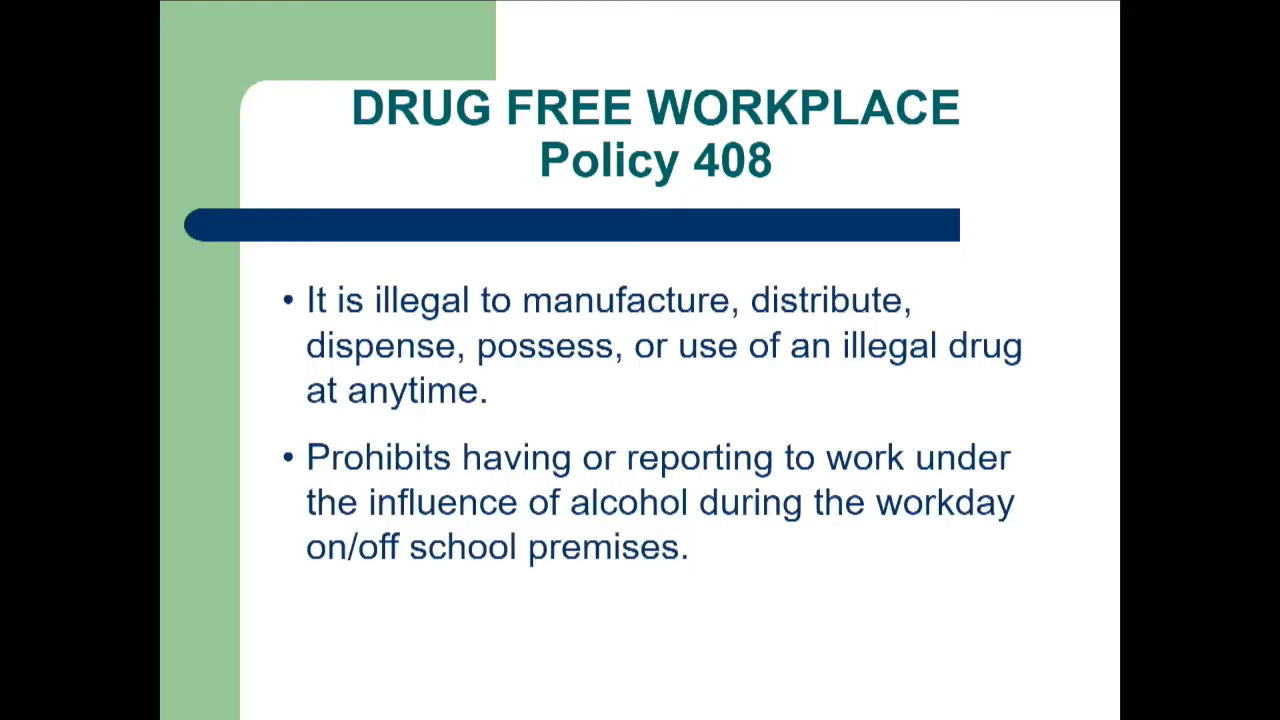 DRUG FREE WORKPLACE
Policy 408
• It is illegal to manufacture, distribute,
dispense, possess, or use of an illegal drug
at anytime.
• Prohibits having or reporting to work under
the influence of alcohol during the workday
on/off school premises.